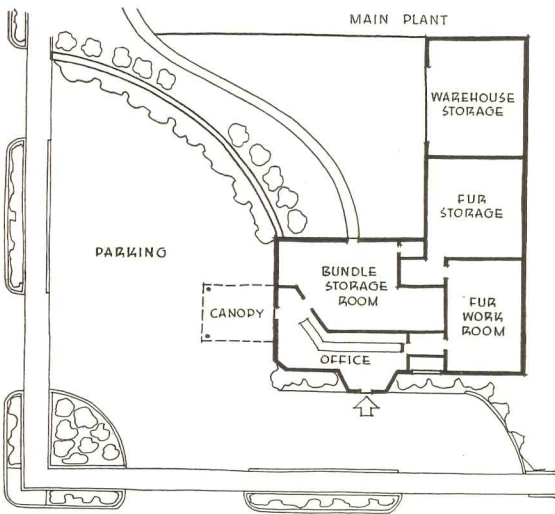 MAIN PLANT
WAREHOUSE
STORAGE
FUR
STORAGE
PARKING
BUNDLE
STORAGE
ROOM
CANOPY
FUR
WORK
ROOM
OFFICE